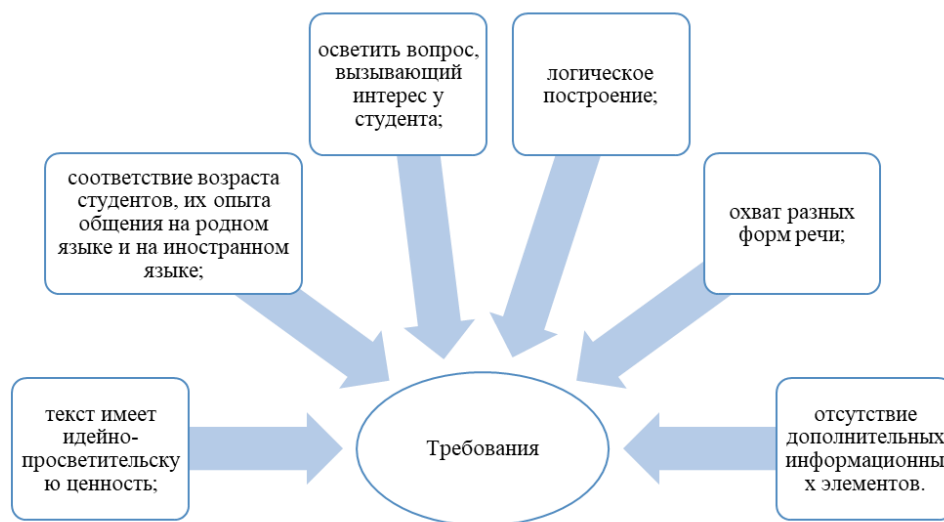 текст имеет
идейно-
просветительску
ю ценность;
соответствие возраста
студентов, их опыта
общения на родном
языке и на иностранном
языке;
осветить вопрос,
вызывающий
интерес у
студента;
логическое
построение;
охват разных
форм речи;
отсутствие
дополнительных
информационны
х элементов.
Требования